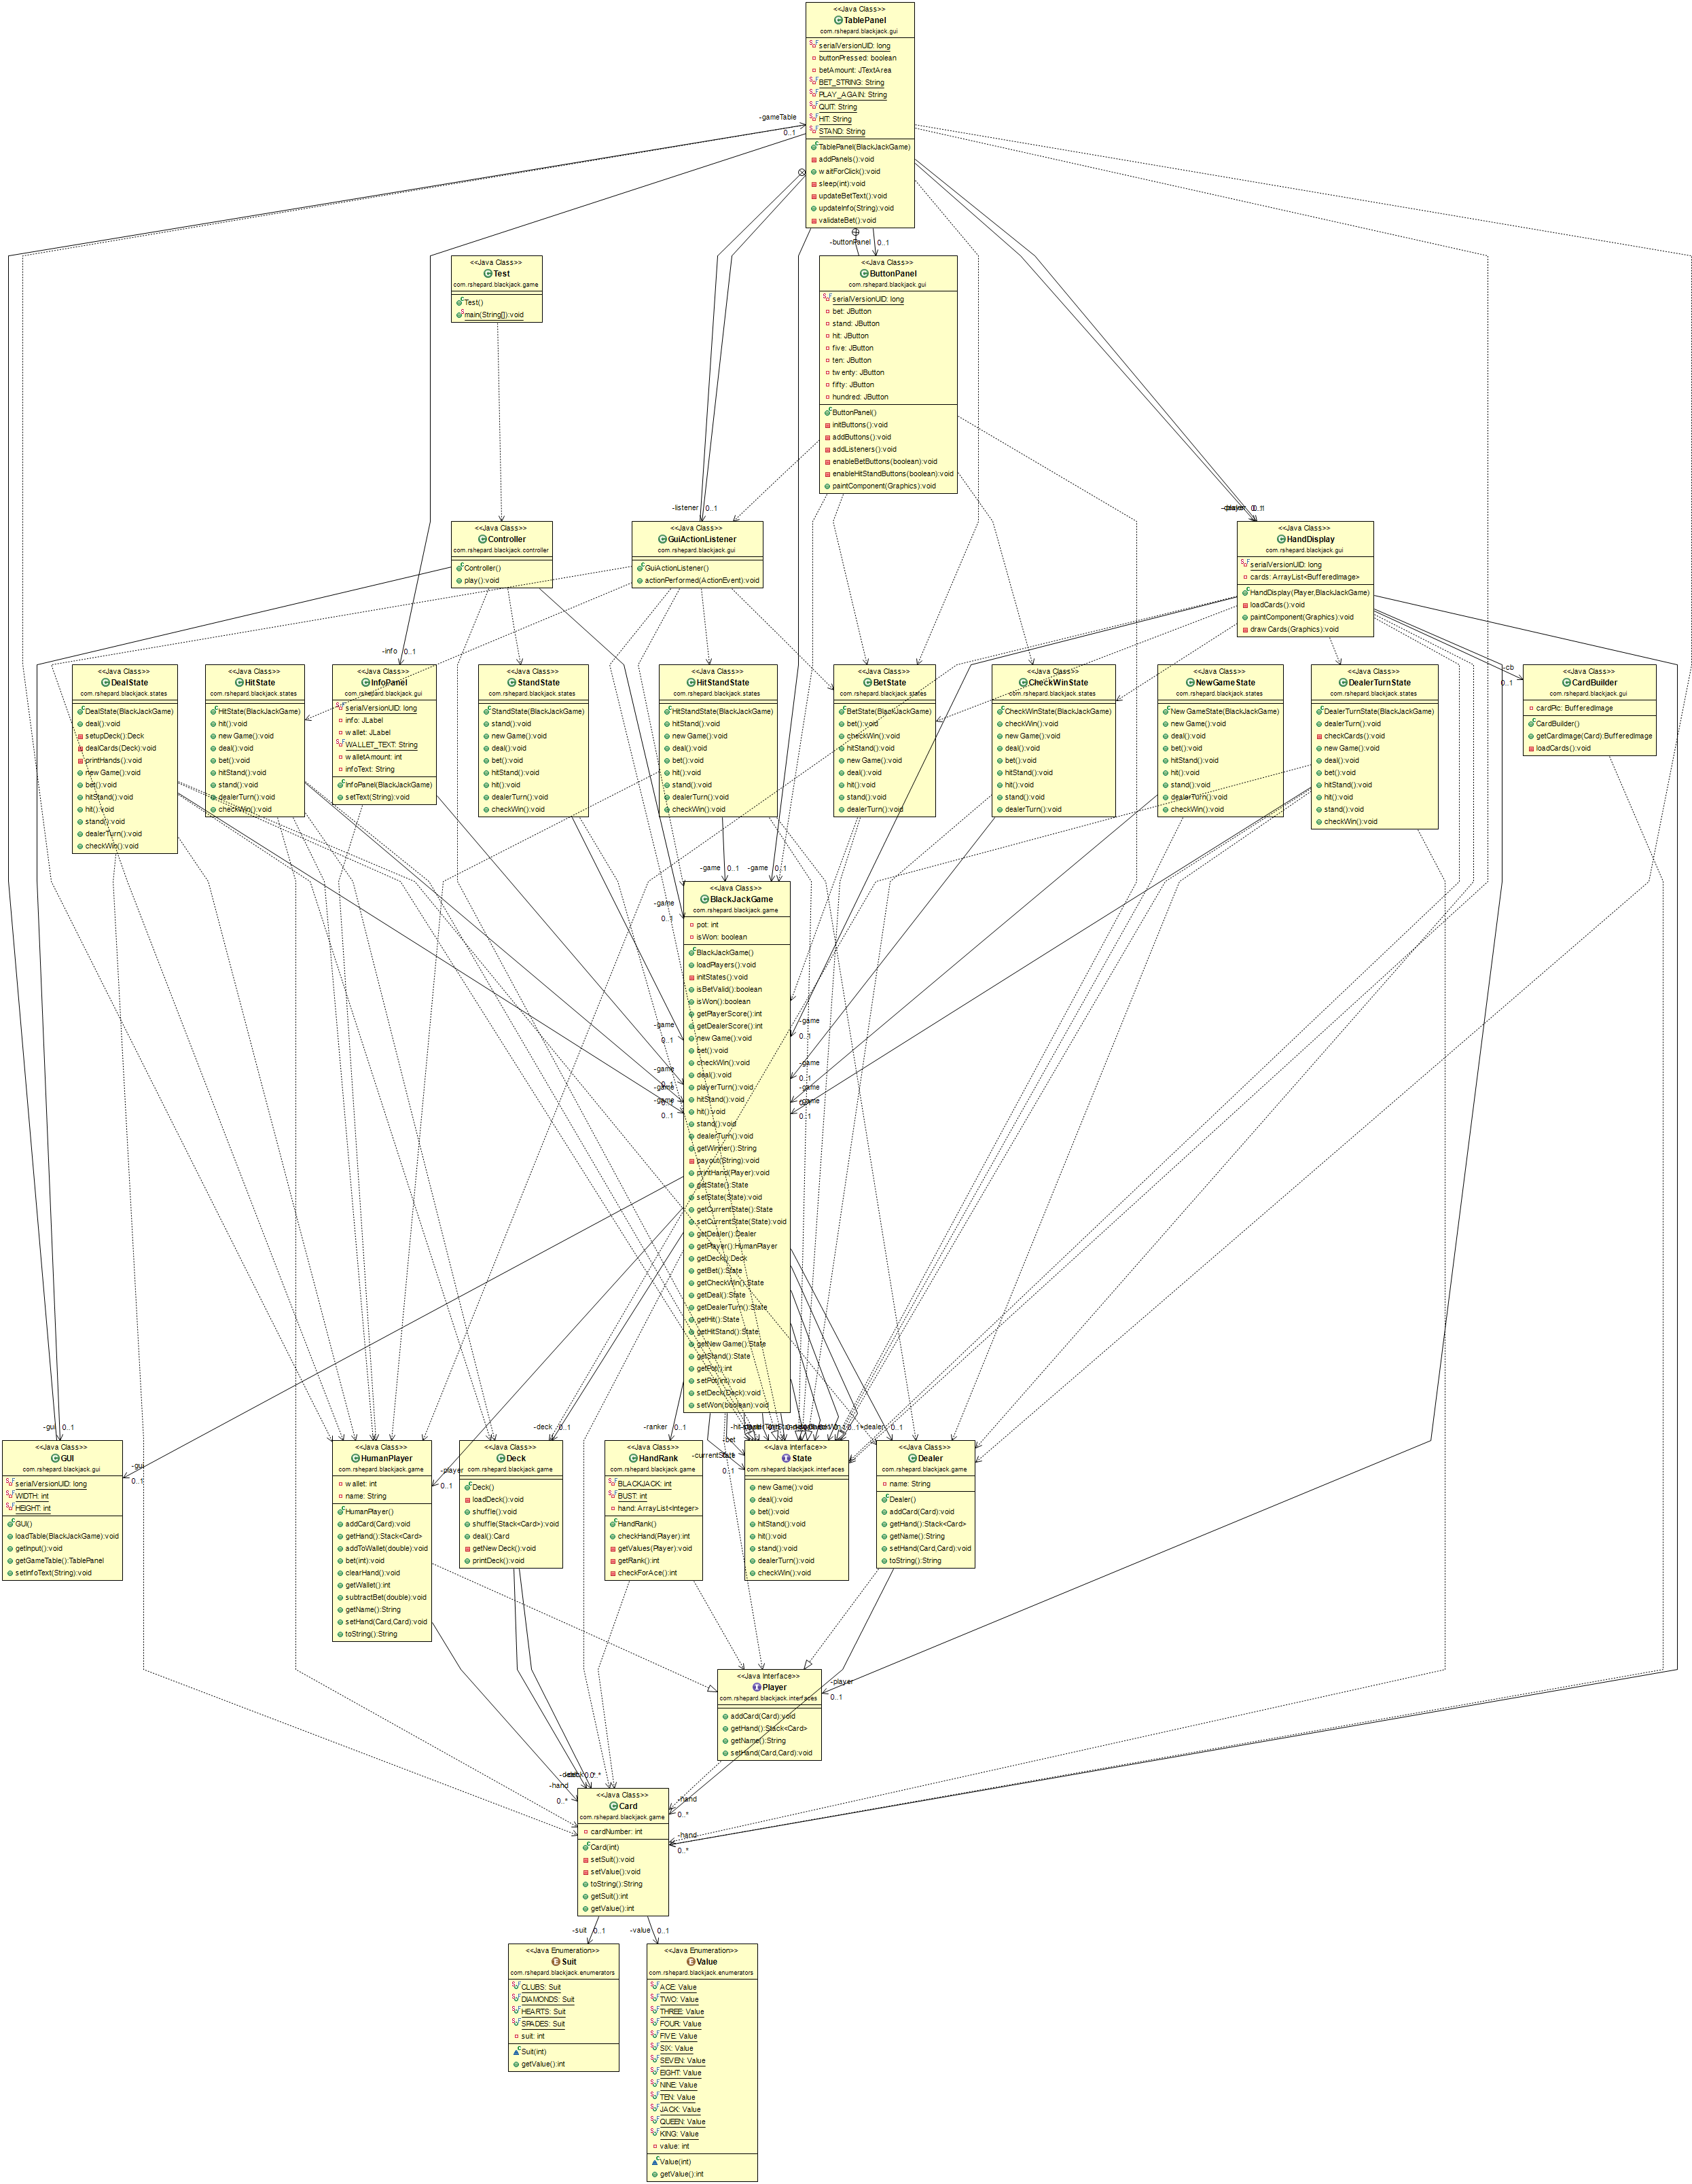 <<Java Class>>
TablePanel
com.rshepard.blackjack.gui
serialVersionUID: long
buttonPressed: boolean
betAmount: JTextArea
BET_STRING: String
PLAY_AGAIN: String
QUIT: String
HIT: String
STAND: String
TablePanel(BlackJackGame)
addPanels():void
waitForClick():void
sleep(int):void
updateBetText():void
updateInfo(String):void
validateBet():void
-gameTable
0..1
-buttonPanel
0..1
<<Java Class>>
Test
com.rshepard.blackjack.game
Test()
main(String[]):void
<<Java Class>>
ButtonPanel
com.rshepard.blackjack.gui
serialVersionUID: long
bet: JButton
stand: JButton
hit: JButton
five: JButton
ten: JButton
twenty: JButton
fifty: JButton
hundred: JButton
ButtonPanel()
initButtons():void
addButtons():void
addListeners():void
enableBetButtons(boolean):void
enableHitStandButtons(boolean):void
paintComponent(Graphics):void
-listener 0..1
<<Java Class>>
Controller
com.rshepard.blackjack.controller
Controller()
play():void
<<Java Class>>
GuiActionListener
com.rshepard.blackjack.gui
GuiActionListener()
actionPerformed(ActionEvent):void
<<Java Class>>
HandDisplay
com.rshepard.blackjack.gui
serialVersionUID: long
cards: ArrayList<BufferedImage>
HandDisplay(Player,BlackJackGame)
loadCards():void
paintComponent(Graphics):void
drawCards(Graphics):void
-info 0..1
-cb
0..1
<<Java Class>>
DealState
com.rshepard.blackjack.states
DealState(BlackJackGame)
deal():void
setupDeck():Deck
dealCards(Deck):void
printHands():void
newGame():void
bet():void
hitStand():void
hit():void
stand():void
dealerTurn():void
checkWin():void
<<Java Class>>
HitState
com.rshepard.blackjack.states
HitState(BlackJackGame)
hit():void
newGame():void
deal():void
bet():void
hitStand():void
stand():void
dealerTurn():void
checkWin():void
<<Java Class>>
InfoPanel
com.rshepard.blackjack.gui
serialVersionUID: long
info: JLabel
wallet: JLabel
WALLET_TEXT: String
walletAmount: int
infoText: String
InfoPanel(BlackJackGame)
setText(String):void
<<Java Class>>
StandState
com.rshepard.blackjack.states
StandState(BlackJackGame)
stand():void
newGame():void
deal():void
bet():void
hitStand():void
hit():void
dealerTurn():void
checkWin():void
<<Java Class>>
HitStandState
com.rshepard.blackjack.states
HitStandState(BlackJackGame)
hitStand():void
newGame():void
deal():void
bet():void
hit():void
stand():void
dealerTurn():void
checkWin():void
<<Java Class>>
BetState
com.rshepard.blackjack.states
BetState(BlackJackGame)
bet():void
checkWin():void
hitStand():void
newGame():void
deal():void
hit():void
stand():void
dealerTurn():void
<<Java Class>>
CheckWinState
com.rshepard.blackjack.states
CheckWinState(BlackJackGame)
checkWin():void
newGame():void
deal():void
bet():void
hitStand():void
hit():void
stand():void
dealerTurn():void
<<Java Class>>
NewGameState
com.rshepard.blackjack.states
NewGameState(BlackJackGame)
newGame():void
deal():void
bet():void
hitStand():void
hit():void
stand():void
dealerTurn():void
checkWin():void
<<Java Class>>
DealerTurnState
com.rshepard.blackjack.states
DealerTurnState(BlackJackGame)
dealerTurn():void
checkCards():void
newGame():void
deal():void
bet():void
hitStand():void
hit():void
stand():void
checkWin():void
<<Java Class>>
CardBuilder
com.rshepard.blackjack.gui
cardPic: BufferedImage
CardBuilder()
getCardImage(Card):BufferedImage
loadCards():void
-game 0..1
-game 0..1
<<Java Class>>
BlackJackGame
com.rshepard.blackjack.game
pot: int
isWon: boolean
BlackJackGame()
loadPlayers():void
initStates():void
isBetValid():boolean
isWon():boolean
getPlayerScore():int
getDealerScore():int
newGame():void
bet():void
checkWin():void
deal():void
playerTurn():void
hitStand():void
hit():void
stand():void
dealerTurn():void
getWinner():String
payout(String):void
printHand(Player):void
getState():State
setState(State):void
getCurrentState():State
setCurrentState(State):void
getDealer():Dealer
getPlayer():HumanPlayer
getDeck():Deck
getBet():State
getCheckWin():State
getDeal():State
getDealerTurn():State
getHit():State
getHitStand():State
getNewGame():State
getStand():State
getPot():int
setPot(int):void
setDeck(Deck):void
setWon(boolean):void
-game
0..1
-game
0..1
-game
-game
0..1
-game
0..1
-game
0..1
-game
-game
0..1
-gui 0..1
-gui
0..1
-deck 0..1
-player
0..1
-ranker 0..1
-bet
-currentState
0..1
-dealer 0..1
<<Java Class>>
GUI
com.rshepard.blackjack.gui
serialVersionUID: long
WIDTH: int
HEIGHT: int
GUI()
loadTable(BlackJackGame):void
getInput():void
getGameTable():TablePanel
setInfoText(String):void
<<Java Class>>
HumanPlayer
com.rshepard.blackjack.game
wallet: int
name: String
HumanPlayer()
addCard(Card):void
getHand():Stack<Card>
addToWallet(double):void
bet(int):void
clearHand():void
getWallet():int
subtractBet(double):void
getName():String
setHand(Card,Card):void
toString():String
<<Java Class>>
Deck
com.rshepard.blackjack.game
Deck()
loadDeck():void
shuffle():void
shuffle(Stack<Card>):void
deal():Card
getNewDeck():void
printDeck():void
<<Java Class>>
HandRank
com.rshepard.blackjack.game
BLACKJACK: int
BUST: int
hand: ArrayList<Integer>
HandRank()
checkHand(Player):int
getValues(Player):void
getRank():int
checkForAce():int
<<Java Interface>>
State
com.rshepard.blackjack.interfaces
newGame():void
deal():void
bet():void
hitStand():void
hit():void
stand():void
dealerTurn():void
checkWin():void
<<Java Class>>
Dealer
com.rshepard.blackjack.game
name: String
Dealer()
addCard(Card):void
getHand():Stack<Card>
getName():String
setHand(Card,Card):void
toString():String
<<Java Interface>>
Player
com.rshepard.blackjack.interfaces
addCard(Card):void
getHand():Stack<Card>
getName():String
setHand(Card,Card):void
-player
0..1
-hand
0..*
-hand
0..*
-hand
0..*
<<Java Class>>
Card
com.rshepard.blackjack.game
cardNumber: int
Card(int)
setSuit():void
setValue():void
toString():String
getSuit():int
getValue():int
-suit 0..1
-value 0..1
<<Java Enumeration>>
Suit
com.rshepard.blackjack.enumerators
CLUBS: Suit
DIAMONDS: Suit
HEARTS: Suit
SPADES: Suit
suit: int
Suit(int)
getValue():int
<<Java Enumeration>>
Value
com.rshepard.blackjack.enumerators
ACE: Value
TWO: Value
THREE: Value
FOUR: Value
FIVE: Value
SIX: Value
SEVEN: Value
EIGHT: Value
NINE: Value
TEN: Value
JACK: Value
QUEEN: Value
KING: Value
value: int
Value(int)
getValue():int